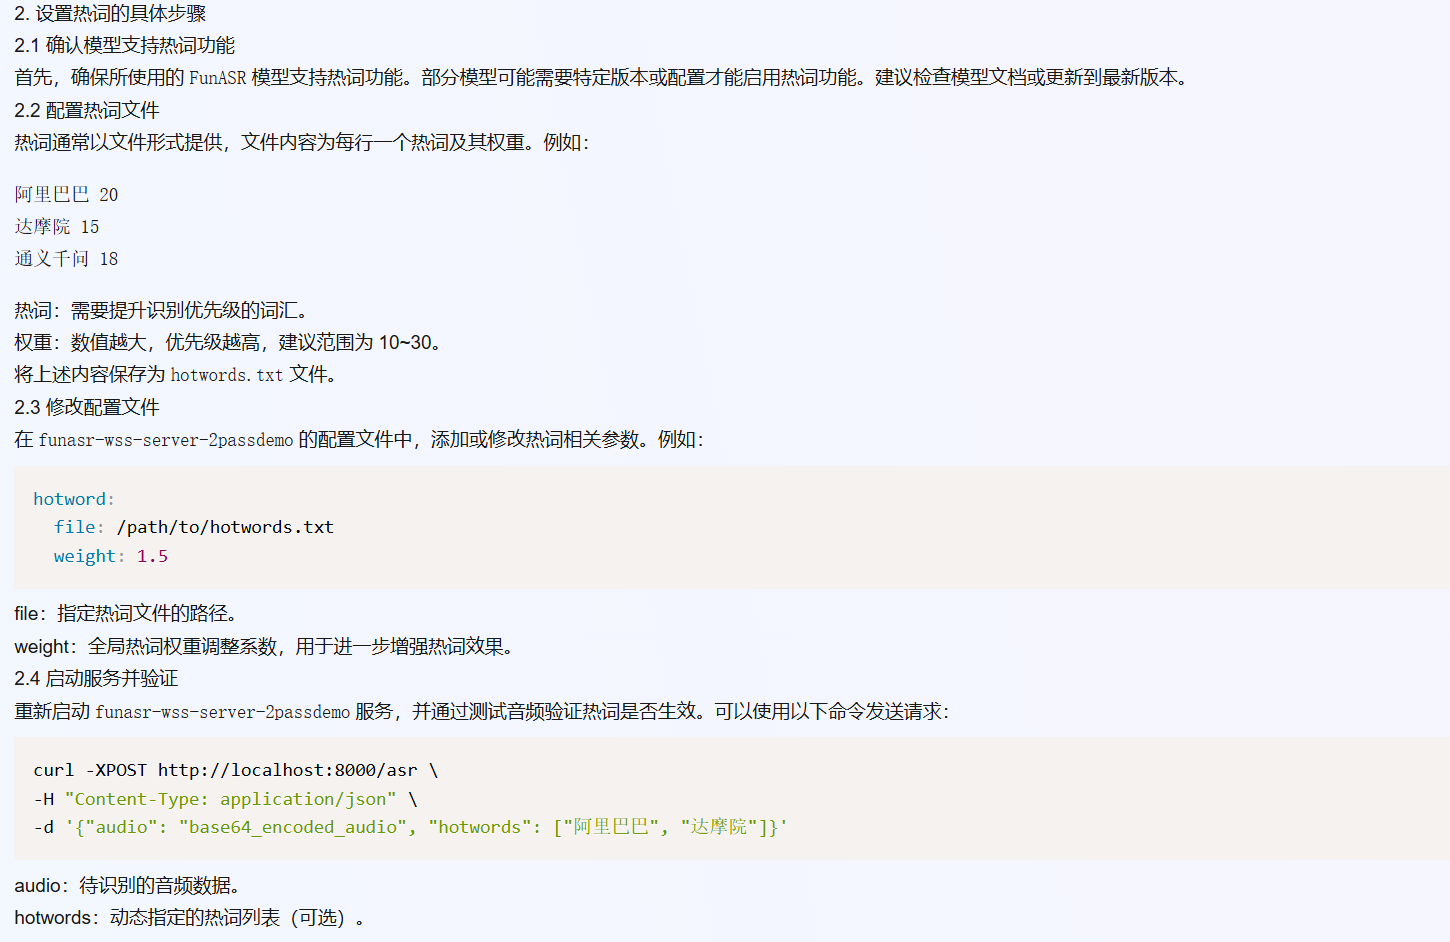 2. 设置热词的具体步骤
2.1 确认模型支持热词功能
首先，确保所使用的 FunASR 模型支持热词功能。部分模型可能需要特定版本或配置才能启用热词功能。建议检查模型文档或更新到最新版本。
2.2 配置热词文件
热词通常以文件形式提供，文件内容为每行一个热词及其权重。例如：
阿里巴巴 20
达摩院 15
通义千问 18
热词：需要提升识别优先级的词汇。
权重：数值越大，优先级越高，建议范围为 10~30。
将上述内容保存为 hotwords.txt 文件。
2.3 修改配置文件
在 funasr-wss-server-2passdemo 的配置文件中，添加或修改热词相关参数。例如：
hotword:
  file: /path/to/hotwords.txt
  weight: 1.5
file：指定热词文件的路径。
weight：全局热词权重调整系数，用于进一步增强热词效果。
2.4 启动服务并验证
重新启动 funasr-wss-server-2passdemo 服务，并通过测试音频验证热词是否生效。可以使用以下命令发送请求：
curl -XPOST http://localhost:8000/asr \
-H "Content-Type: application/json" \
-d '{"audio": "base64_encoded_audio", "hotwords": ["阿里巴巴", "达摩院"]}'
audio：待识别的音频数据。
hotwords：动态指定的热词列表（可选）。